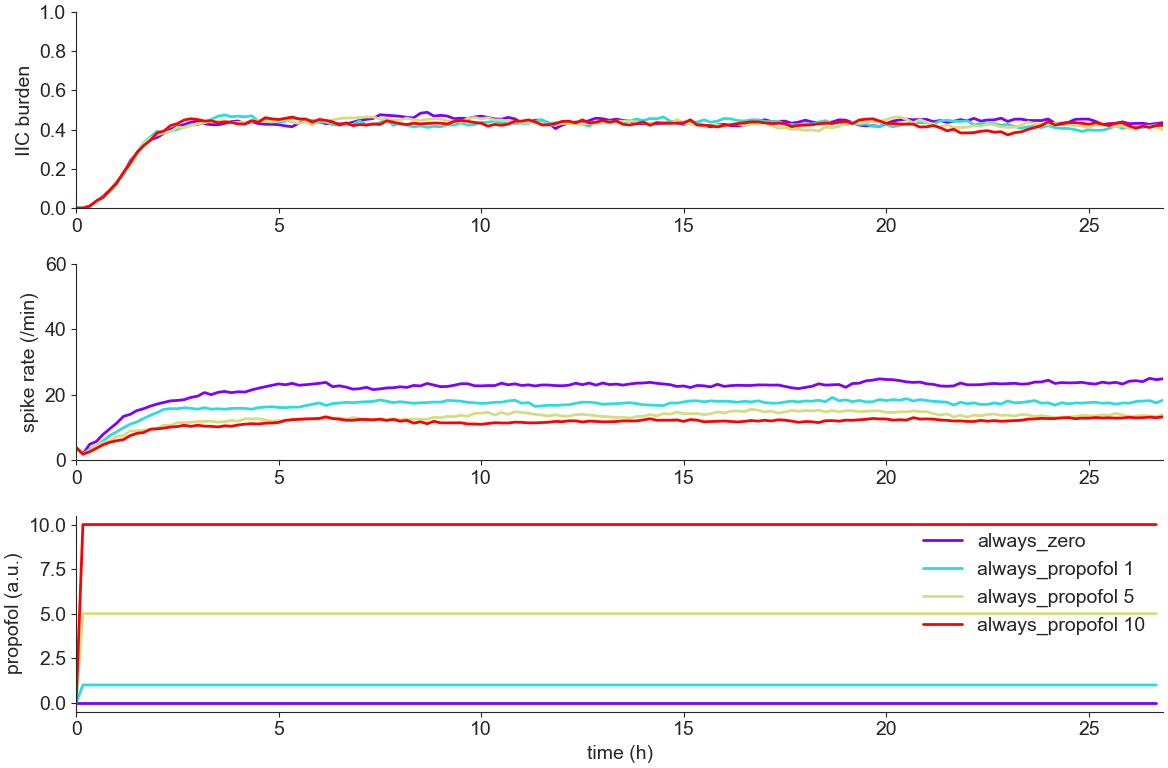 1.0
0.8
0.6
0.4
0.2
0.0
IIC burden
0 5 10 15 20 25
60
40
20
0
spike rate (/min)
0 5 10 15 20 25
10.0
7.5
5.0
2.5
0.0
propofol (a.u.)
always_zero
always_propofol 1
always_propofol 5
always_propofol 10
0 5 10 15 20 25
time (h)